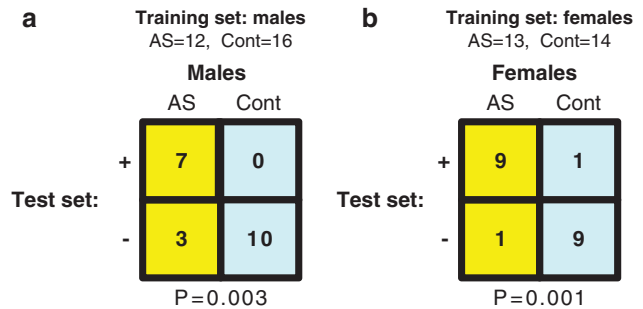 a
Training set: males
AS=12, Cont=16
Males
AS Cont
+ 7 0
Test set:
- 3 10
P=0.003
b
Training set: females
AS=13, Cont=14
Females
AS Cont
+ 9 1
Test set:
- 1 9
P=0.001